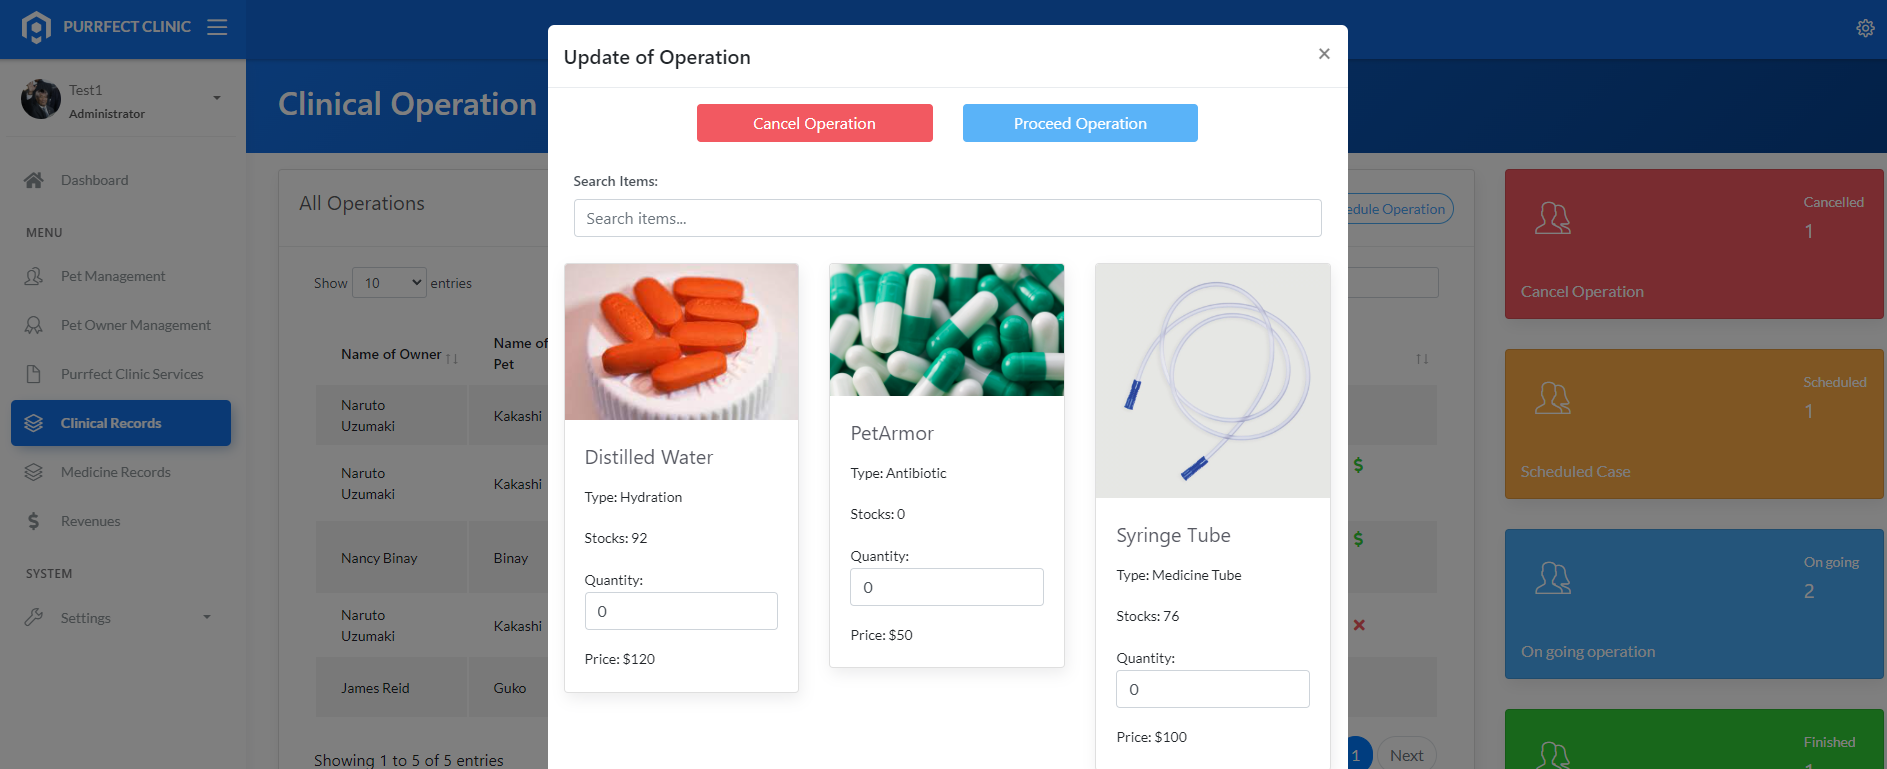 PURRFECT CLINIC
Test1
Administrator
Dashboard
MENU
Pet Management
Pet Owner Management
Purrfect Clinic Services
Clinical Records
Medicine Records
Revenues
SYSTEM
Settings
Clinical Operation
All Operations
edule Operation
Show 10 entries
Name of Owner
Name of
Pet
Naruto
Uzumaki
Kakashi
Naruto
Uzumaki
Kakashi
Nancy Binay
Binay
Naruto
Uzumaki
Kakashi
James Reid
Guko
Showing 1 to 5 of 5 entries
1
Next
Update of Operation
×
Cancel Operation
Proceed Operation
Search Items:
Search items...
Distilled Water
Type: Hydration
Stocks: 92
Quantity:
0
Price: $120
PetArmor
Type: Antibiotic
Stocks: 0
Quantity:
0
Price: $50
Syringe Tube
Type: Medicine Tube
Stocks: 76
Quantity:
0
Price: $100
$
$
Cancelled
1
Cancel Operation
Scheduled
1
Scheduled Case
On going
2
On going operation
Finished